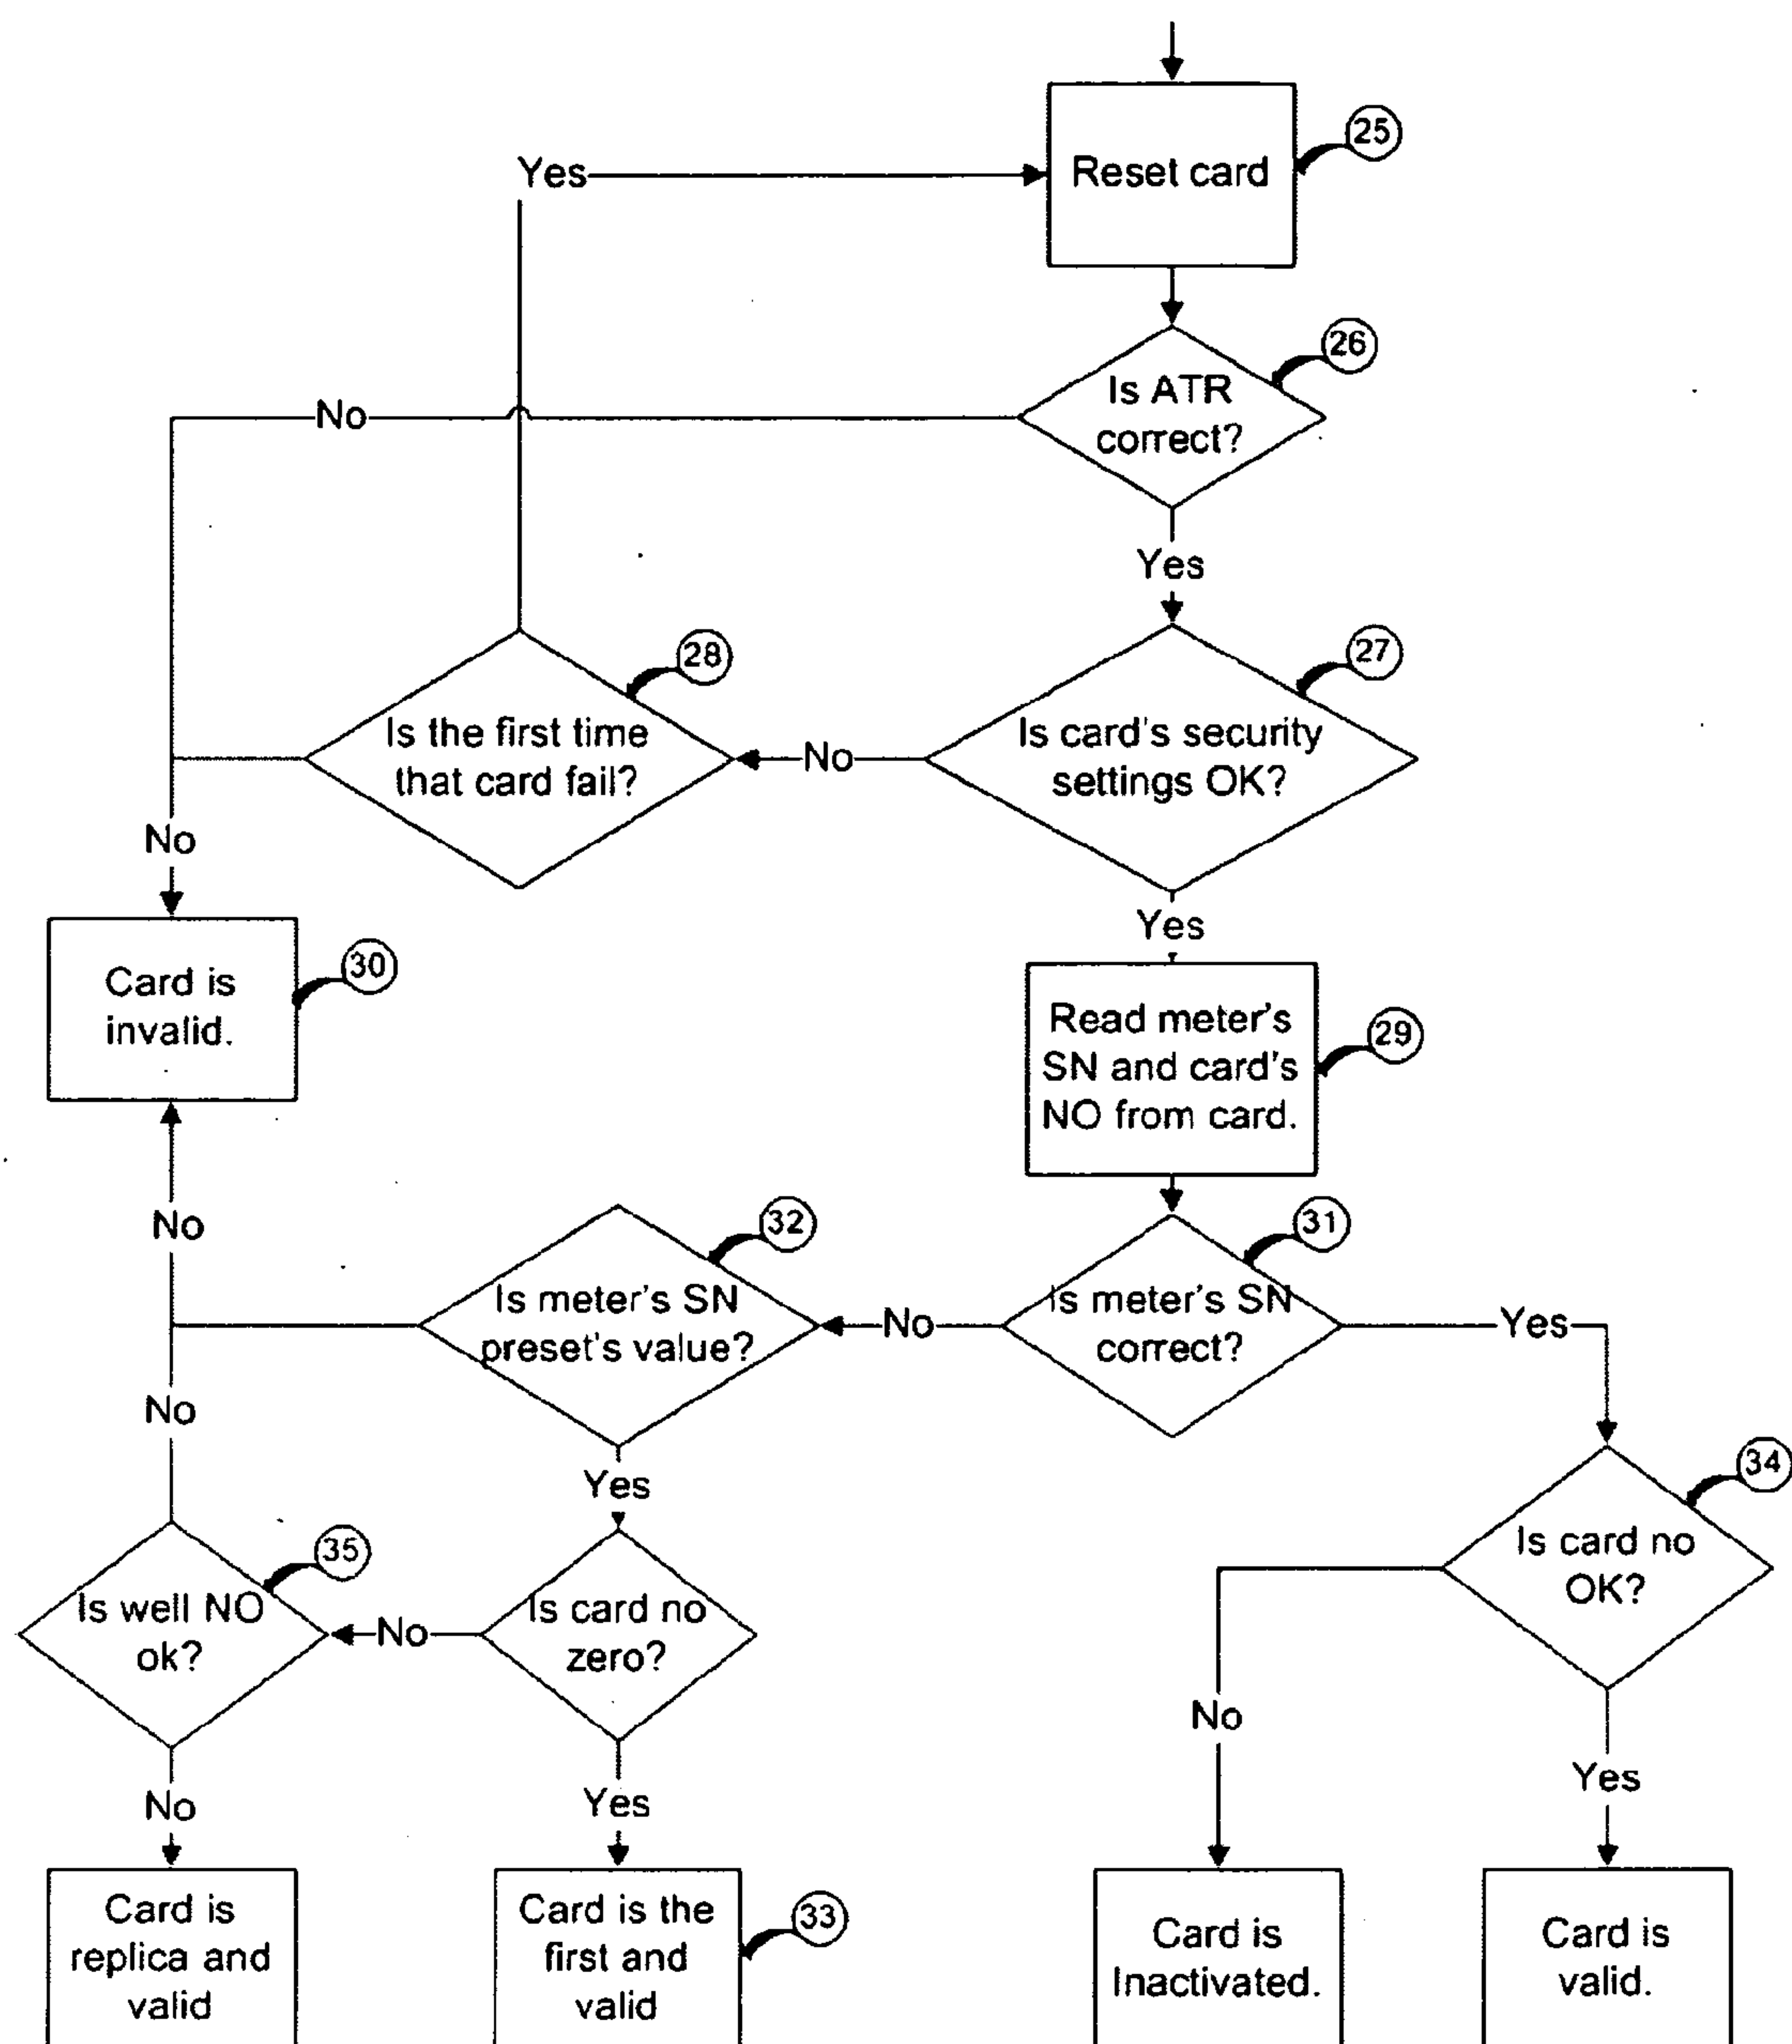 25
Yes
Reset card
26
Is ATR
correct?
No
Yes
28
27
Is the first time
that card fail?
No
Is card's security
settings OK?
No
Yes
30
Card is
invalid.
29
Read meter's
SN and card's
NO from card.
No
32
31
Is meter's SN
preset's value?
No
Is meter's SN
correct?
Yes
No
Yes
34
Is card no
OK?
35
Is well NO
ok?
No
Is card no
zero?
No
Yes
No
Yes
Card is
replica and
valid
33
Card is the
first and
valid
Card is
Inactivated.
Card is
valid.